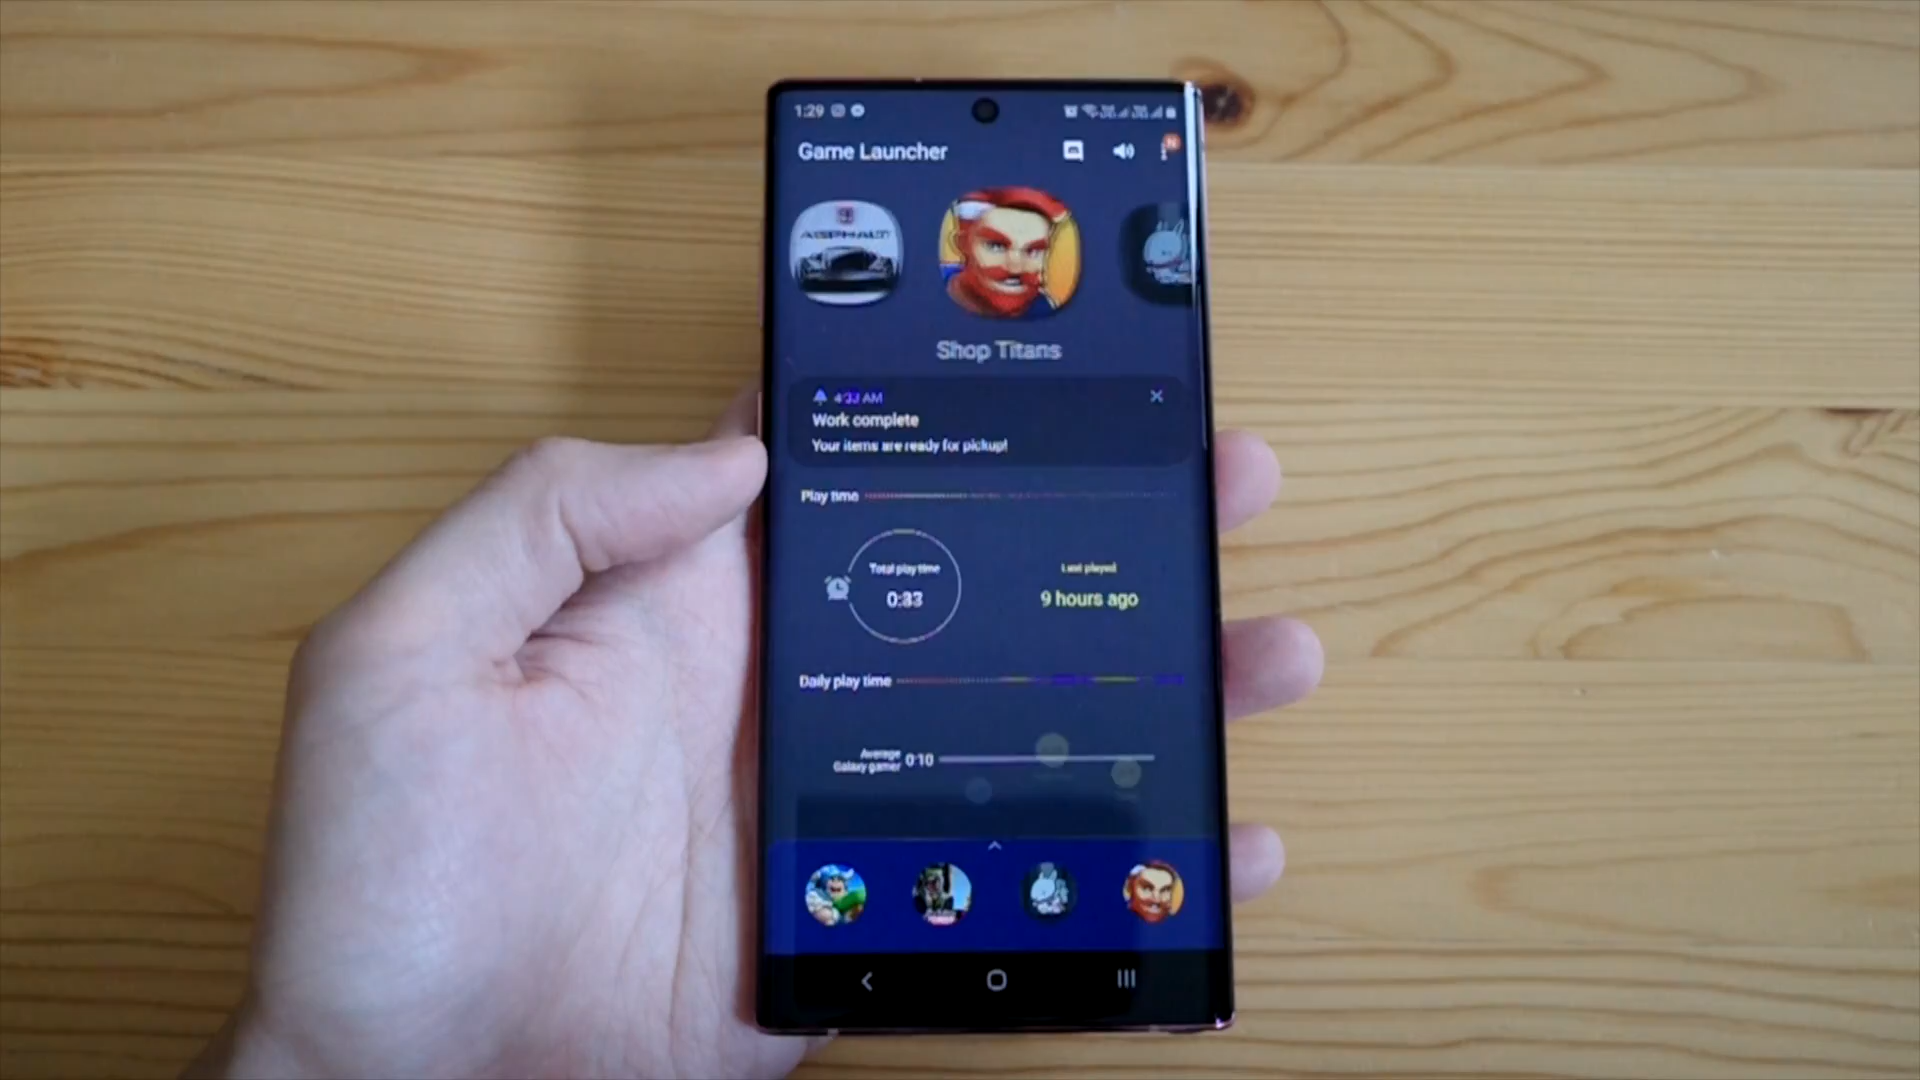 1:29
Game Launcher
N
ASPHALT
Shop Titans
4:33 AM
Work complete
Your items are ready for pickup!
Play time
Total play time
0:33
Last played
9 hours ago
Daily play time
Average
Galaxy gamer
0:10